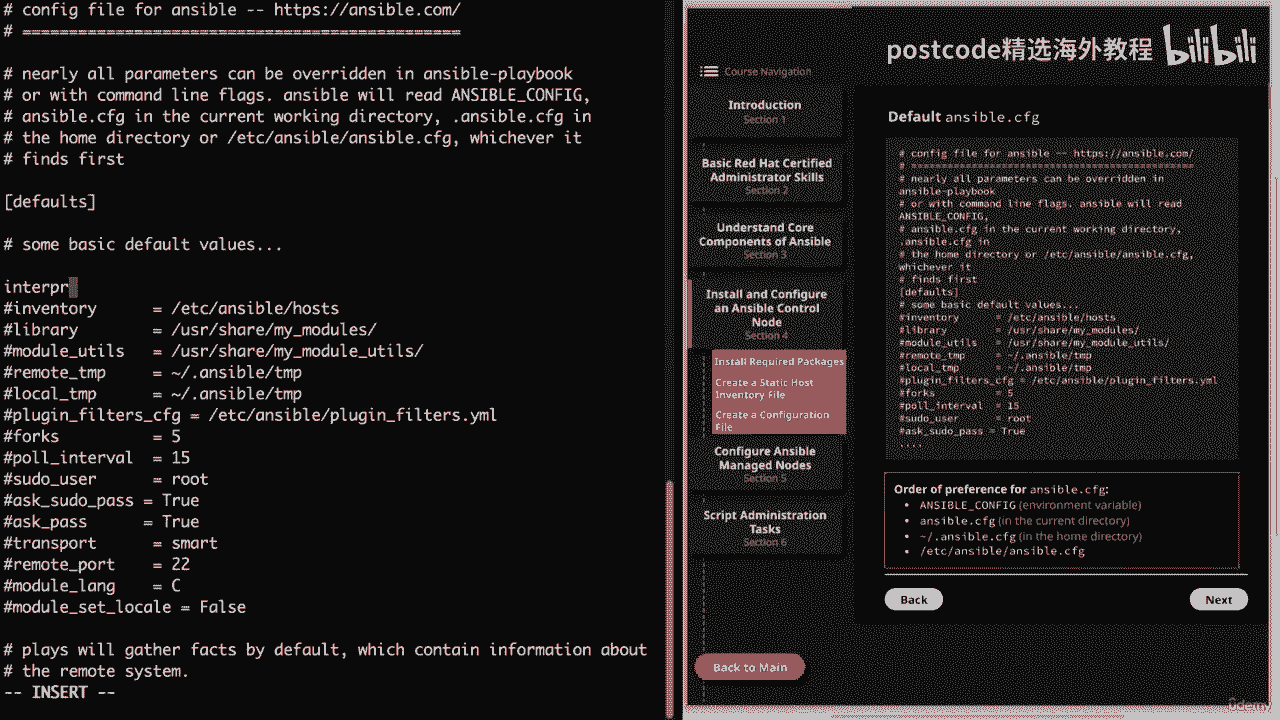 # config file for ansible -- https://ansible.com/
# ===============================================
# nearly all parameters can be overridden in ansible-playbook
# or with command line flags. ansible will read ANSIBLE_CONFIG,
# ansible.cfg in the current working directory, .ansible.cfg in
# the home directory or /etc/ansible/ansible.cfg, whichever it
# finds first
[defaults]
# some basic default values...
interpr
#inventory      = /etc/ansible/hosts
#library        = /usr/share/my_modules/
#module_utils   = /usr/share/my_module_utils/
#remote_tmp     = ~/.ansible/tmp
#local_tmp      = ~/.ansible/tmp
#plugin_filters_cfg = /etc/ansible/plugin_filters.yml
#forks          = 5
#poll_interval  = 15
#sudo_user      = root
#ask_sudo_pass = True
#ask_pass      = True
#transport      = smart
#remote_port    = 22
#module_lang    = C
#module_set_locale = False
# plays will gather facts by default, which contain information about
# the remote system.
-- INSERT --
postcode精选海外教程 bilibili
Course Navigation
Introduction
Section 1
Basic Red Hat Certified
Administrator Skills
Section 2
Understand Core
Components of Ansible
Section 3
Install and Configure
an Ansible Control
Node
Section 4
Install Required Packages
Create a Static Host
Inventory File
Create a Configuration
File
Configure Ansible
Managed Nodes
Section 5
Script Administration
Tasks
Section 6
Back to Main
Default ansible.cfg
# config file for ansible -- https://ansible.com/
# ===============================================
# nearly all parameters can be overridden in
ansible-playbook
# or with command line flags. ansible will read
ANSIBLE_CONFIG,
# ansible.cfg in the current working directory,
.ansible.cfg in
# the home directory or /etc/ansible/ansible.cfg,
whichever it
# finds first
[defaults]
# some basic default values...
#inventory      = /etc/ansible/hosts
#library        = /usr/share/my_modules/
#module_utils   = /usr/share/my_module_utils/
#remote_tmp     = ~/.ansible/tmp
#local_tmp      = ~/.ansible/tmp
#plugin_filters_cfg = /etc/ansible/plugin_filters.yml
#forks          = 5
#poll_interval  = 15
#sudo_user      = root
#ask_sudo_pass = True
....
Order of preference for ansible.cfg:
• ANSIBLE_CONFIG (environment variable)
• ansible.cfg (in the current directory)
• ~/.ansible.cfg (in the home directory)
• /etc/ansible/ansible.cfg
Back
Next
ûdemy